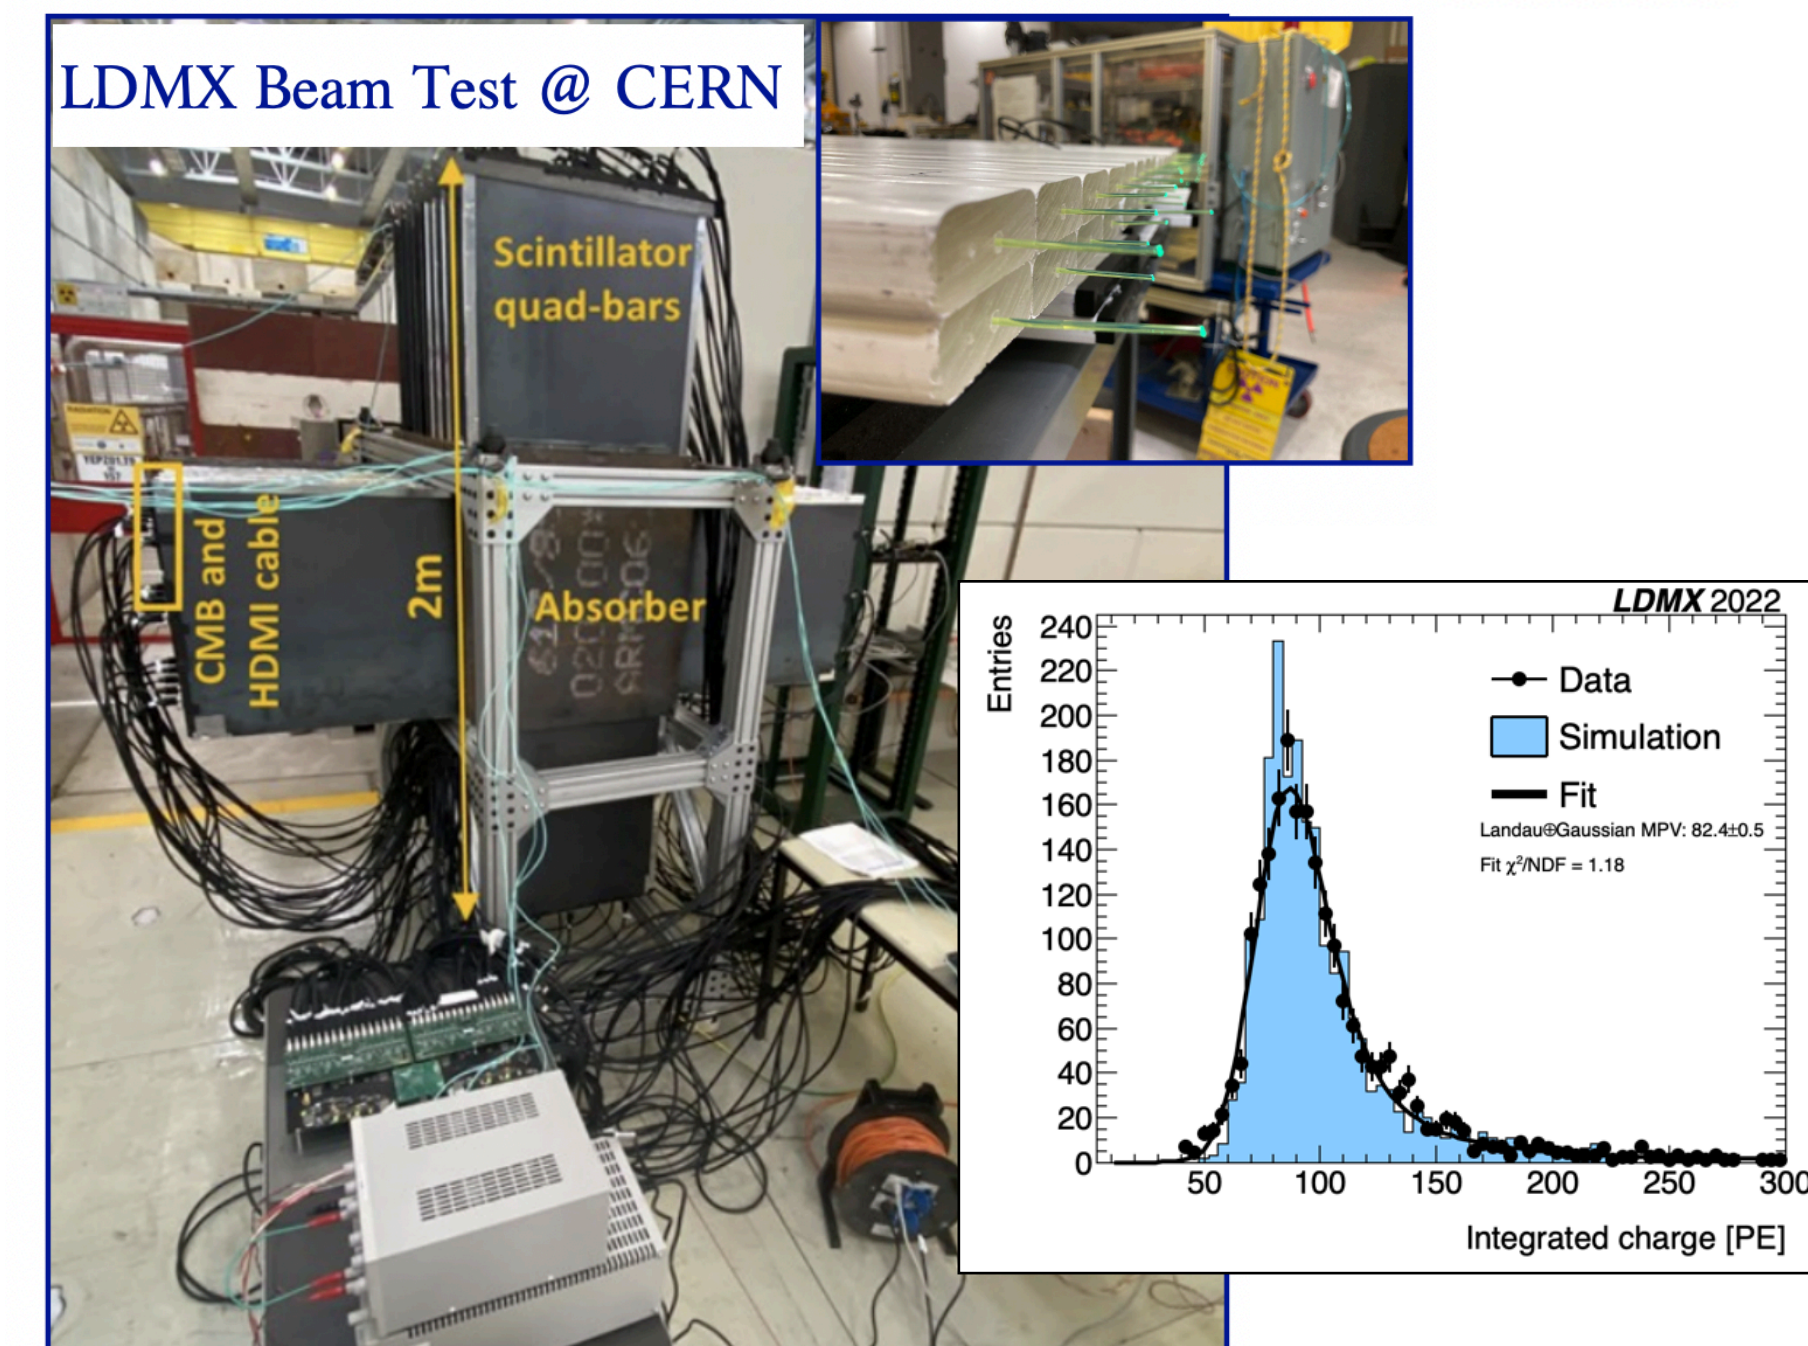 LDMX Beam Test @ CERN
Scintillator
quad-bars
CMB and
HDMI cable
2m
Absorber
RADIATION
LDMX 2022
Entries
240
220
200
180
160
140
120
100
80
60
40
20
0
Data
Simulation
Fit
Landau⊕Gaussian MPV: 82.4±0.5
Fit χ²/NDF = 1.18
50 100 150 200 250 300
Integrated charge [PE]